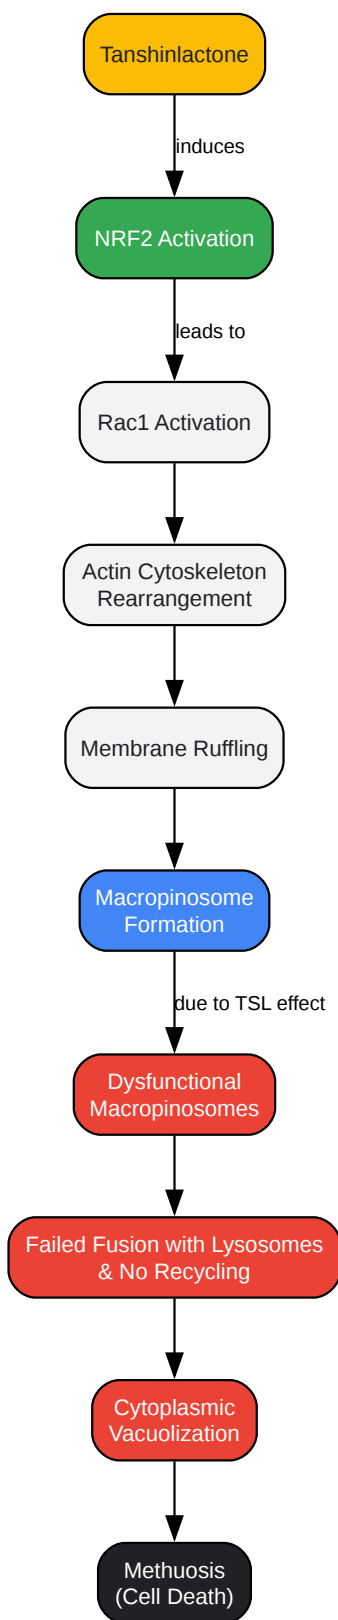 Tanshinlactone
induces
NRF2 Activation
leads to
Rac1 Activation
Actin Cytoskeleton
Rearrangement
Membrane Ruffling
Macropinosome
Formation
due to TSL effect
Dysfunctional
Macropinosomes
Failed Fusion with Lysosomes
& No Recycling
Cytoplasmic
Vacuolization
Methuosis
(Cell Death)